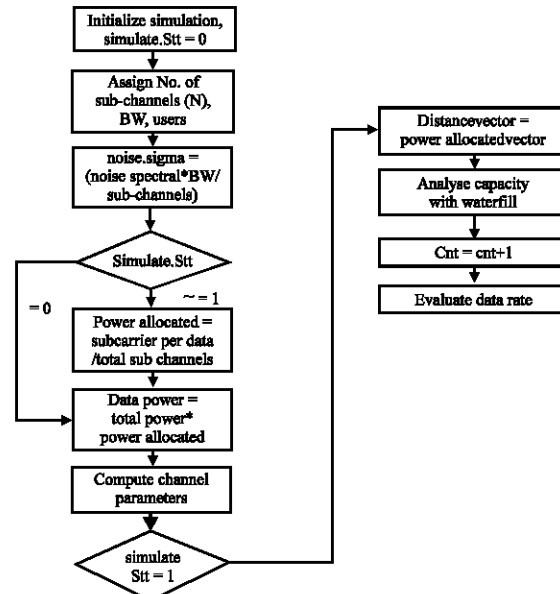 Initialize simulation,
simulate.Stt = 0
Assign No. of
sub-channels (N),
BW, users
noise.sigma =
(noise spectral*BW/
sub-channels)
Simulate.Stt
= 0
~ = 1
Power allocated =
subcarrier per data
/total sub channels
Data power =
total power*
power allocated
Compute channel
parameters
simulate
Stt = 1
Distancevector =
power allocatedvector
Analyse capacity
with waterfill
Cnt = cnt+1
Evaluate data rate